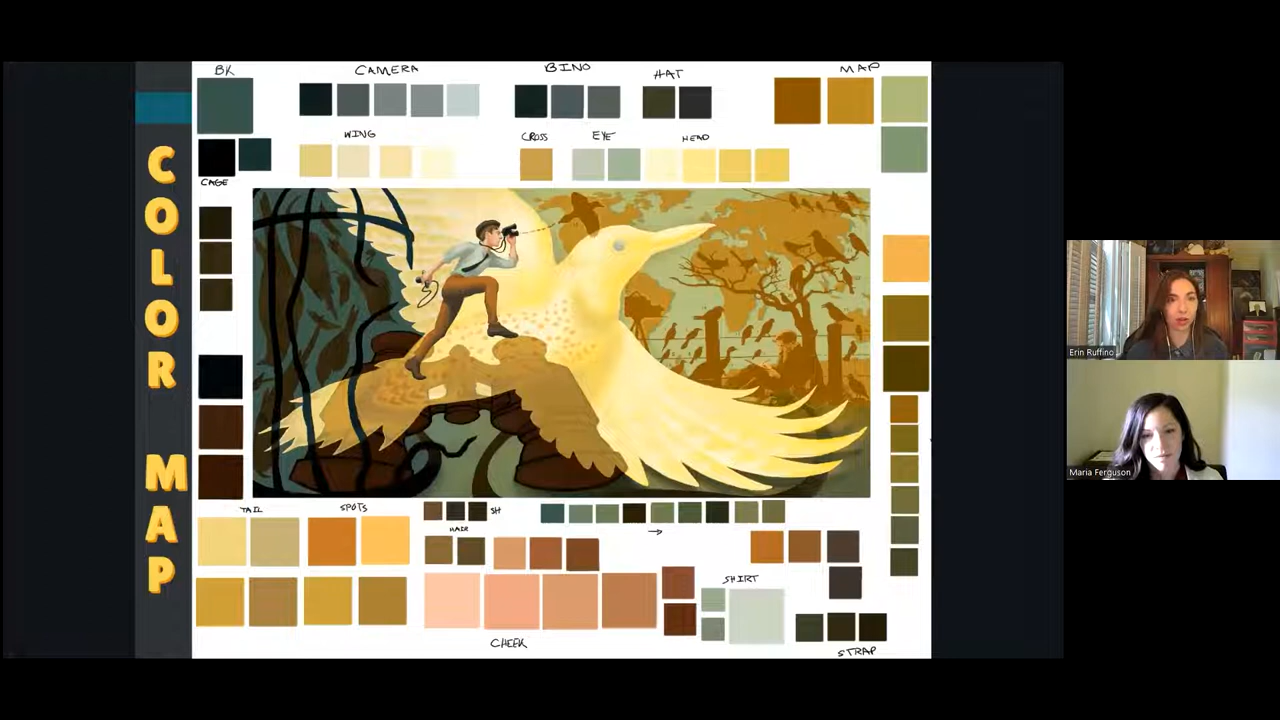 BK
CAMERA
BINO
HAT
MAP
WING
CROSS
EYE
HEAD
CAGE
COLOR MAP
Erin Ruffino
Maria Ferguson
TAIL
SPOTS
SH
HAIR
SHIRT
CHEEK
STRAP